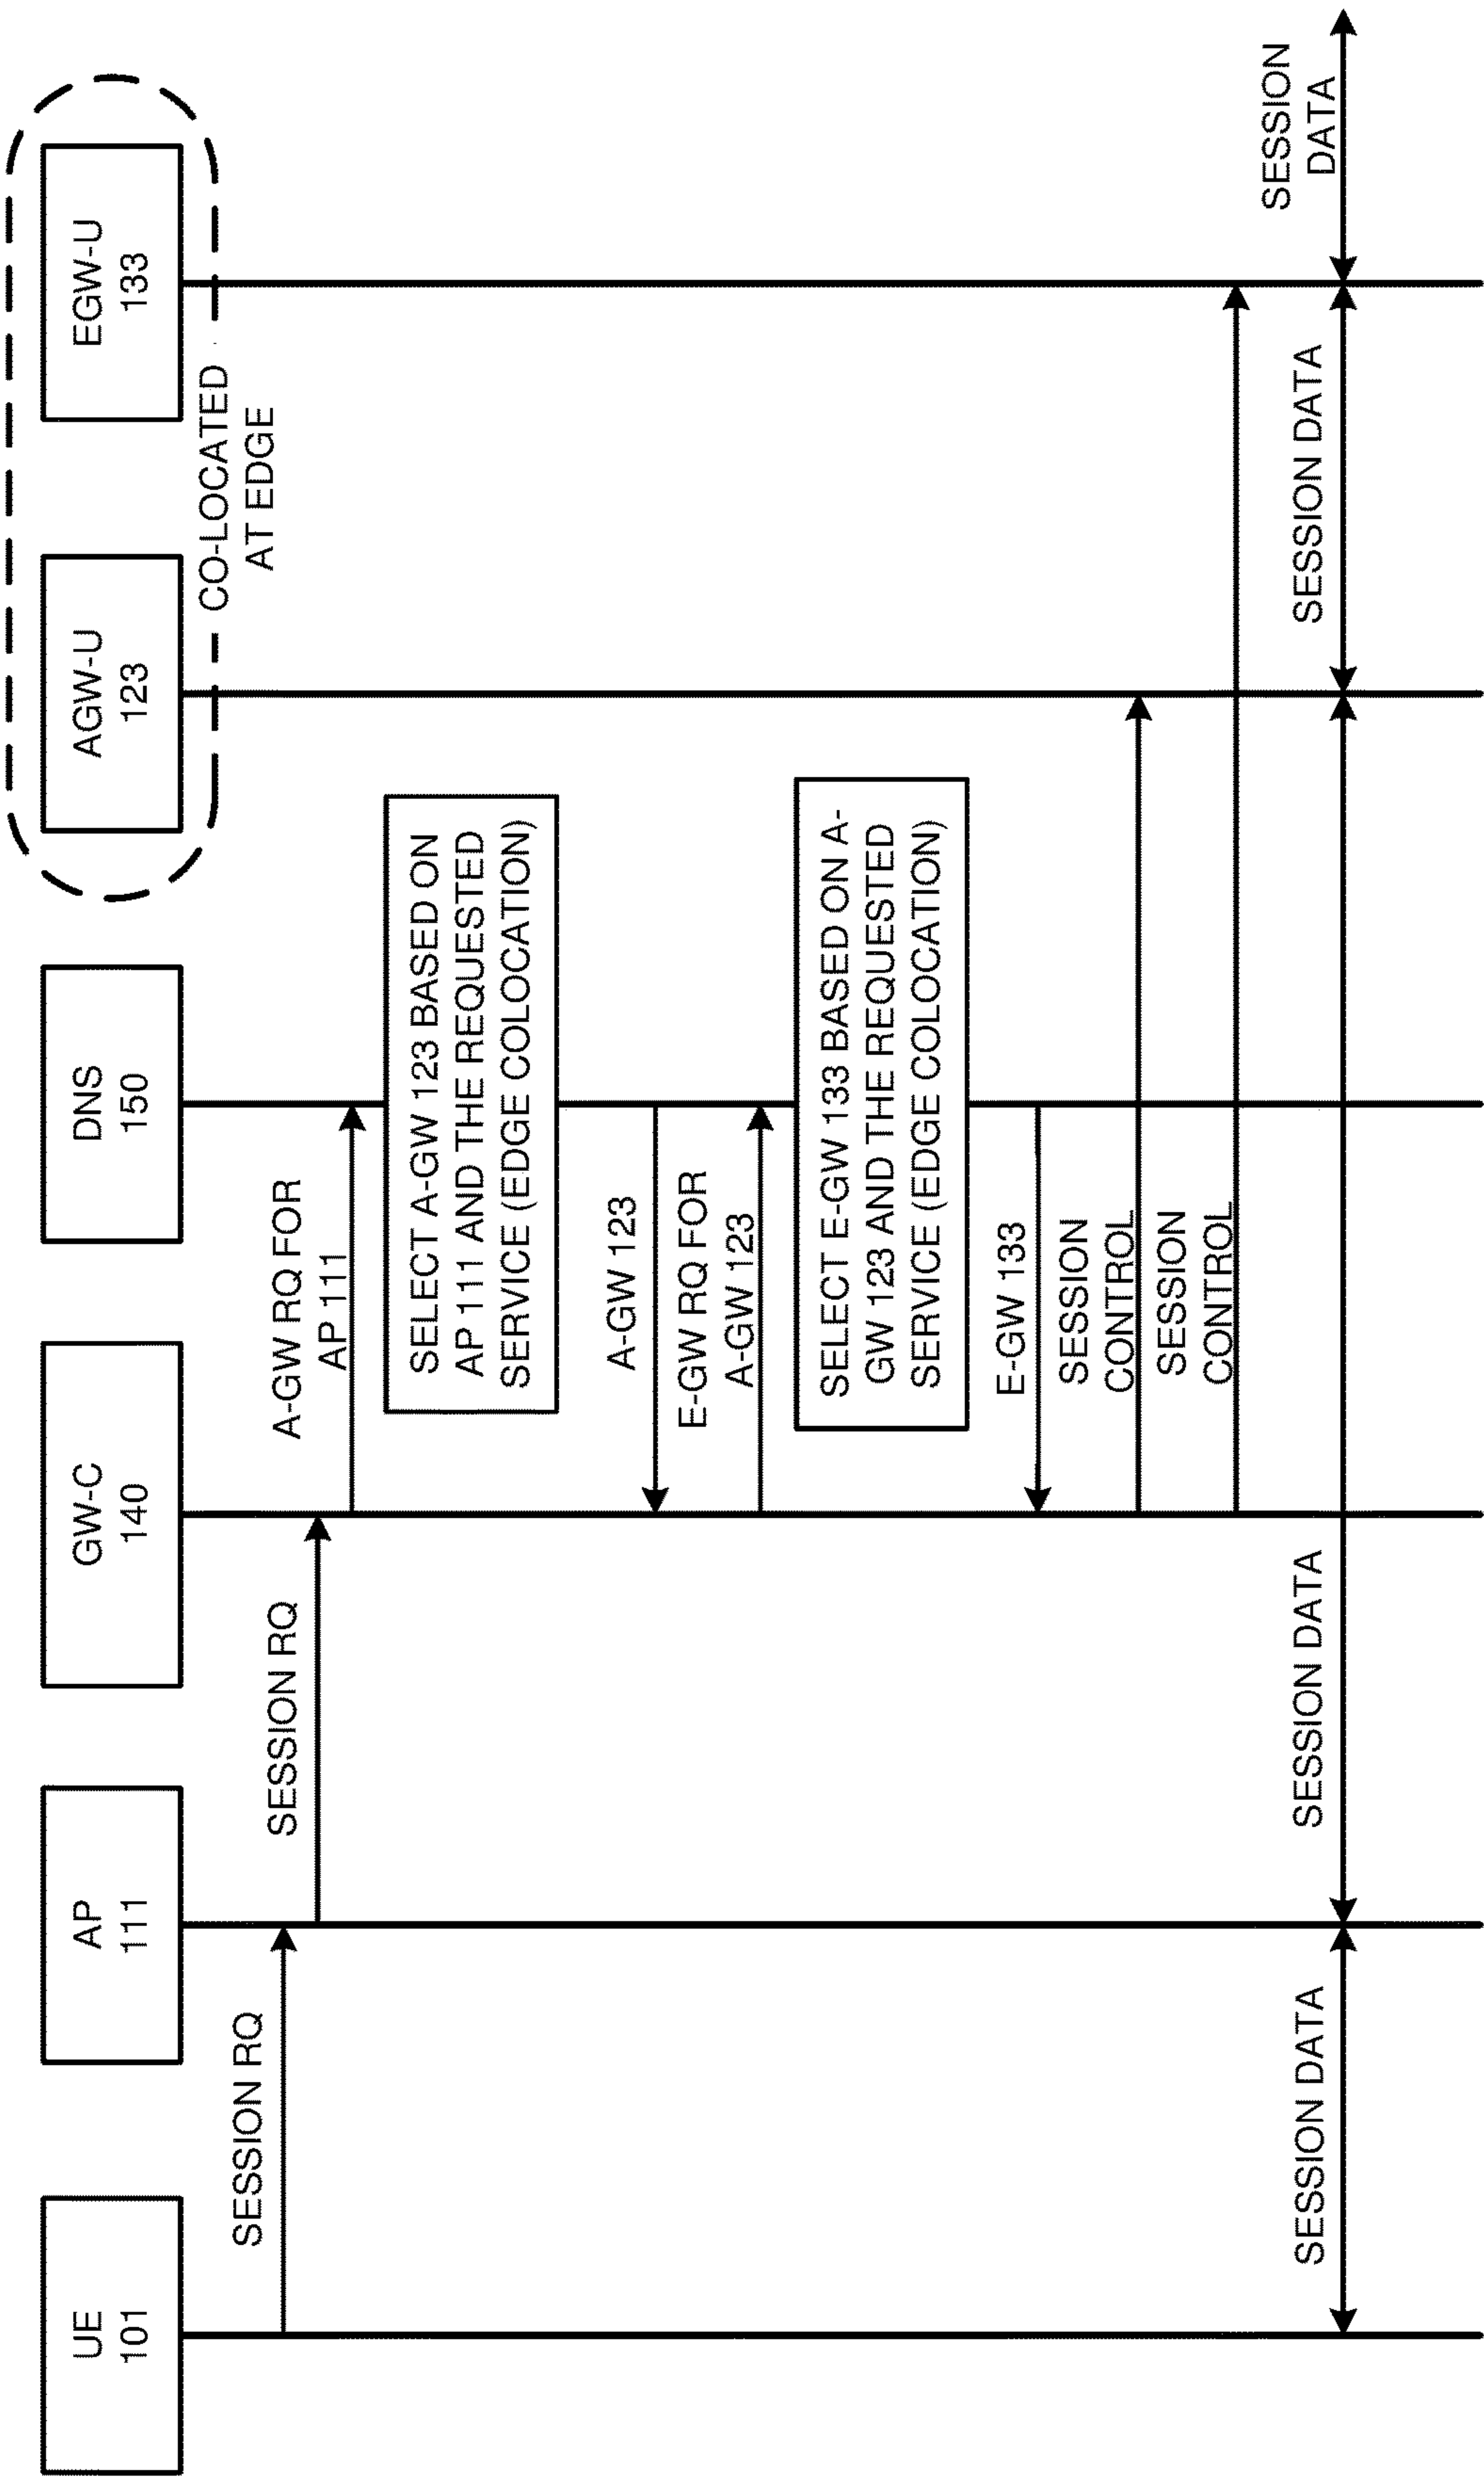 UE
101
AP
111
GW-C
140
DNS
150
AGW-U
123
EGW-U
133
CO-LOCATED
AT EDGE
SESSION RQ
SESSION RQ
A-GW RQ FOR
AP 111
SELECT A-GW 123 BASED ON
AP 111 AND THE REQUESTED
SERVICE (EDGE COLOCATION)
A-GW 123
E-GW RQ FOR
A-GW 123
SELECT E-GW 133 BASED ON A-
GW 123 AND THE REQUESTED
SERVICE (EDGE COLOCATION)
E-GW 133
SESSION
CONTROL
SESSION
CONTROL
SESSION DATA
SESSION DATA
SESSION DATA
SESSION
DATA